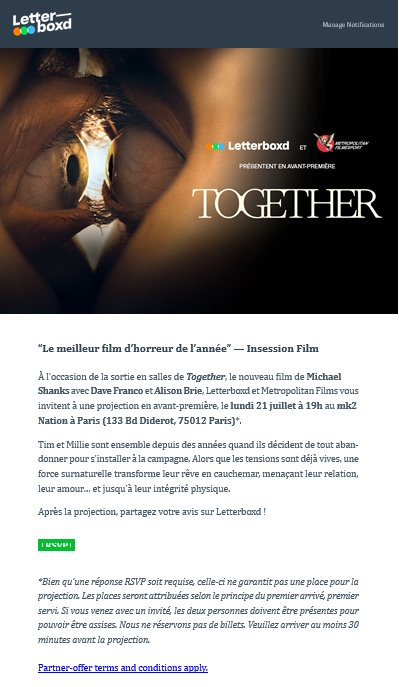 Letter—
boxd
Manage Notifications
Letterboxd ET METROPOLITAN
FILMEXPORT
PRÉSENTENT EN AVANT-PREMIÈRE
TOGETHER
“Le meilleur film d’horreur de l’année” — Insession Film
À l’occasion de la sortie en salles de Together, le nouveau film de Michael
Shanks avec Dave Franco et Alison Brie, Letterboxd et Metropolitan Films vous
invitent à une projection en avant-première, le lundi 21 juillet à 19h au mk2
Nation à Paris (133 Bd Diderot, 75012 Paris)*.
Tim et Millie sont ensemble depuis des années quand ils décident de tout aban-
donner pour s’installer à la campagne. Alors que les tensions sont déjà vives, une
force surnaturelle transforme leur rêve en cauchemar, menaçant leur relation,
leur amour... et jusqu’à leur intégrité physique.
Après la projection, partagez votre avis sur Letterboxd !
RSVP
*Bien qu’une réponse RSVP soit requise, celle-ci ne garantit pas une place pour la
projection. Les places seront attribuées selon le principe du premier arrivé, premier
servi. Si vous venez avec un invité, les deux personnes doivent être présentes pour
pouvoir être assises. Nous ne réservons pas de billets. Veuillez arriver au moins 30
minutes avant la projection.
Partner-offer terms and conditions apply.